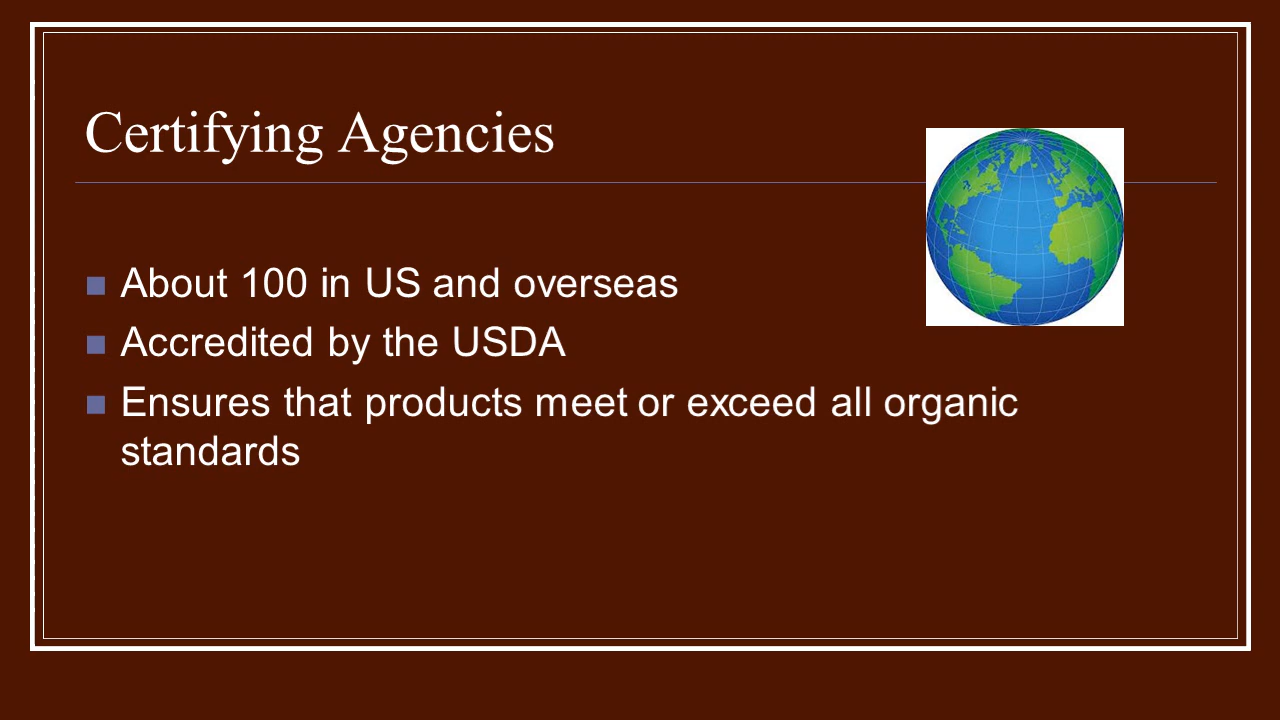 Certifying Agencies
About 100 in US and overseas
Accredited by the USDA
Ensures that products meet or exceed all organic
standards